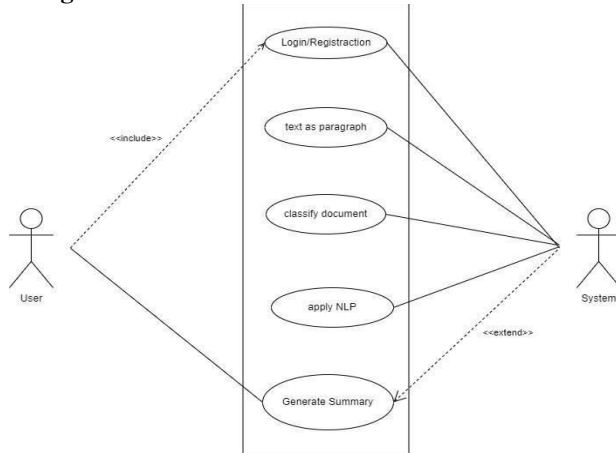 Login/Registraction
text as paragraph
<<include>>
classify document
User
System
apply NLP
<<extend>>
Generate Summary